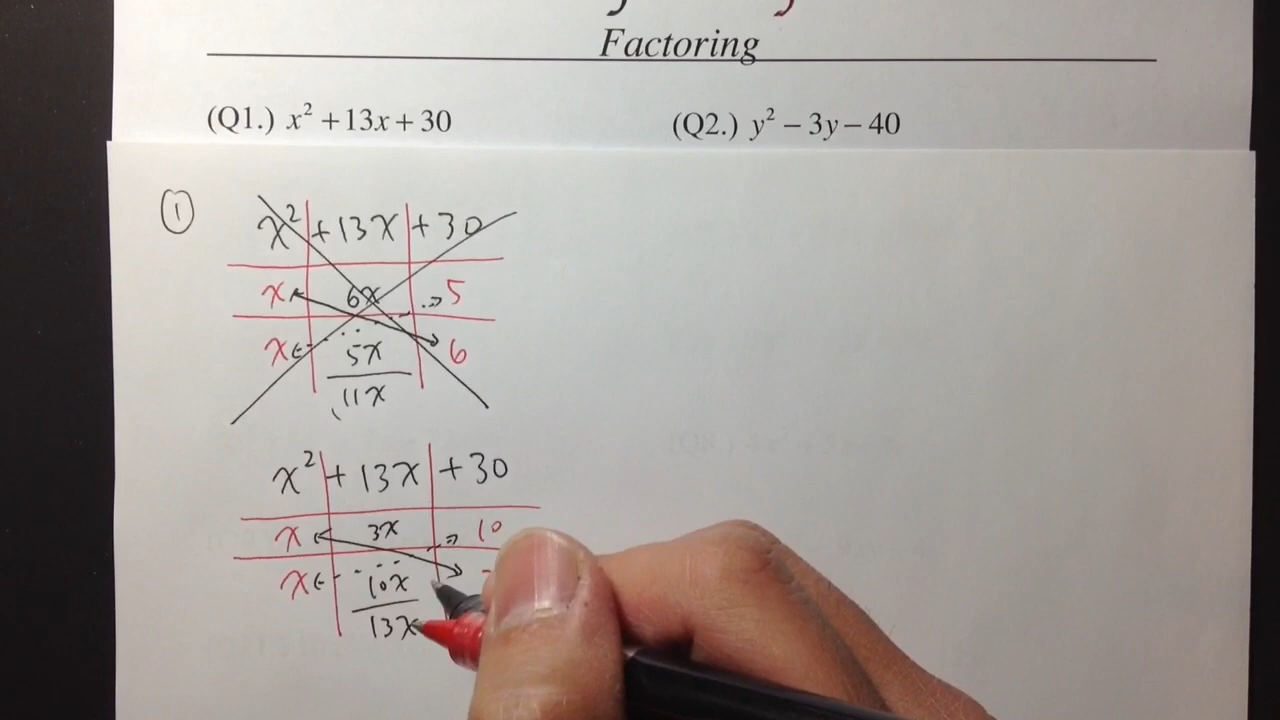 Factoring
(Q1.) x² + 13x + 30 (Q2.) y² − 3y − 40
① x² + 13x + 30
x 6x 5
x 5x 6
11x
x² + 13x + 30
x 3x 10
x 10x
13x